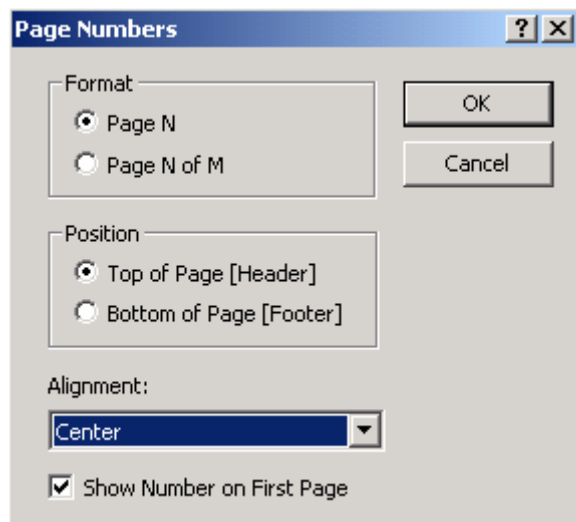 Page Numbers
Format
Page N
Page N of M
OK
Cancel
Position
Top of Page [Header]
Bottom of Page [Footer]
Alignment:
Center
Show Number on First Page